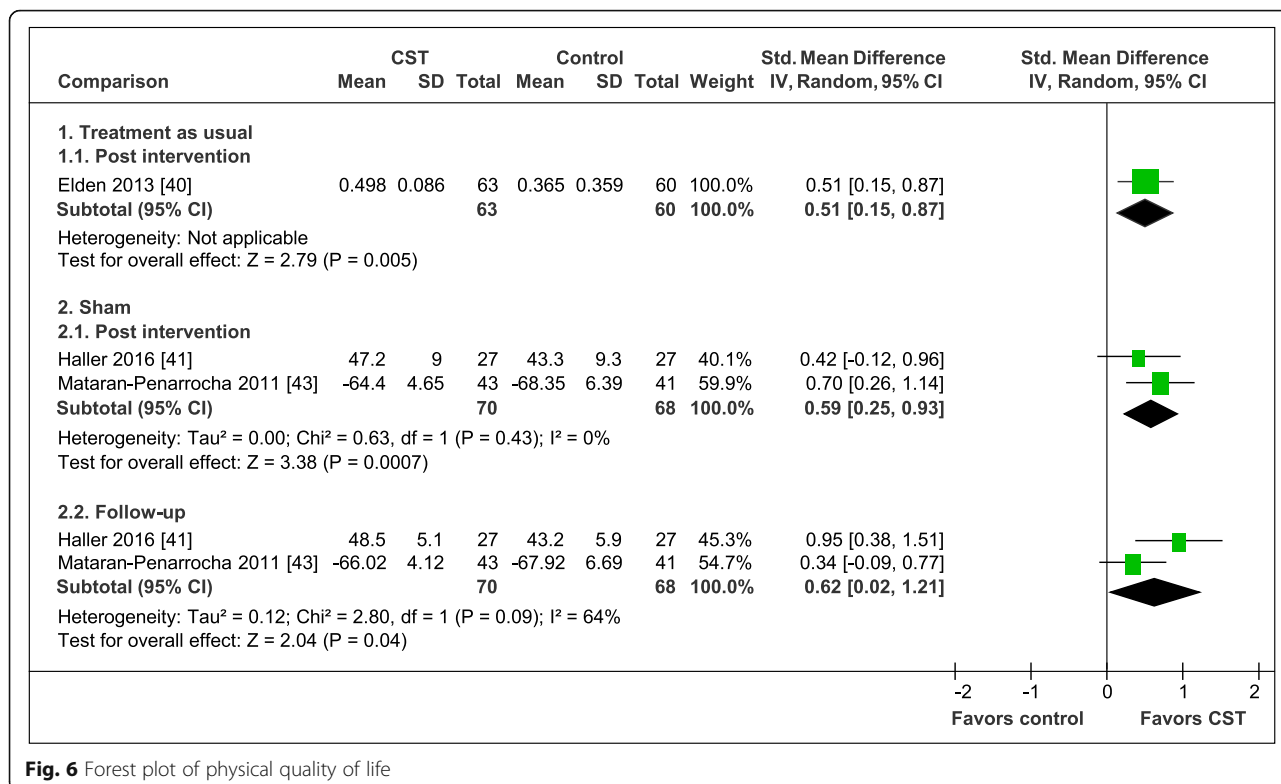 CST Control Std. Mean Difference Std. Mean Difference
Comparison Mean SD Total Mean SD Total Weight IV, Random, 95% CI IV, Random, 95% CI
1. Treatment as usual
1.1. Post intervention
Elden 2013 [40] 0.498 0.086 63 0.365 0.359 60 100.0% 0.51 [0.15, 0.87]
Subtotal (95% CI) 63 60 100.0% 0.51 [0.15, 0.87]
Heterogeneity: Not applicable
Test for overall effect: Z = 2.79 (P = 0.005)
2. Sham
2.1. Post intervention
Haller 2016 [41] 47.2 9 27 43.3 9.3 27 40.1% 0.42 [-0.12, 0.96]
Mataran-Penarrocha 2011 [43] -64.4 4.65 43 -68.35 6.39 41 59.9% 0.70 [0.26, 1.14]
Subtotal (95% CI) 70 68 100.0% 0.59 [0.25, 0.93]
Heterogeneity: Tau² = 0.00; Chi² = 0.63, df = 1 (P = 0.43); I² = 0%
Test for overall effect: Z = 3.38 (P = 0.0007)
2.2. Follow-up
Haller 2016 [41] 48.5 5.1 27 43.2 5.9 27 45.3% 0.95 [0.38, 1.51]
Mataran-Penarrocha 2011 [43] -66.02 4.12 43 -67.92 6.69 41 54.7% 0.34 [-0.09, 0.77]
Subtotal (95% CI) 70 68 100.0% 0.62 [0.02, 1.21]
Heterogeneity: Tau² = 0.12; Chi² = 2.80, df = 1 (P = 0.09); I² = 64%
Test for overall effect: Z = 2.04 (P = 0.04)
-2 -1 0 1 2
Favors control Favors CST
Fig. 6 Forest plot of physical quality of life